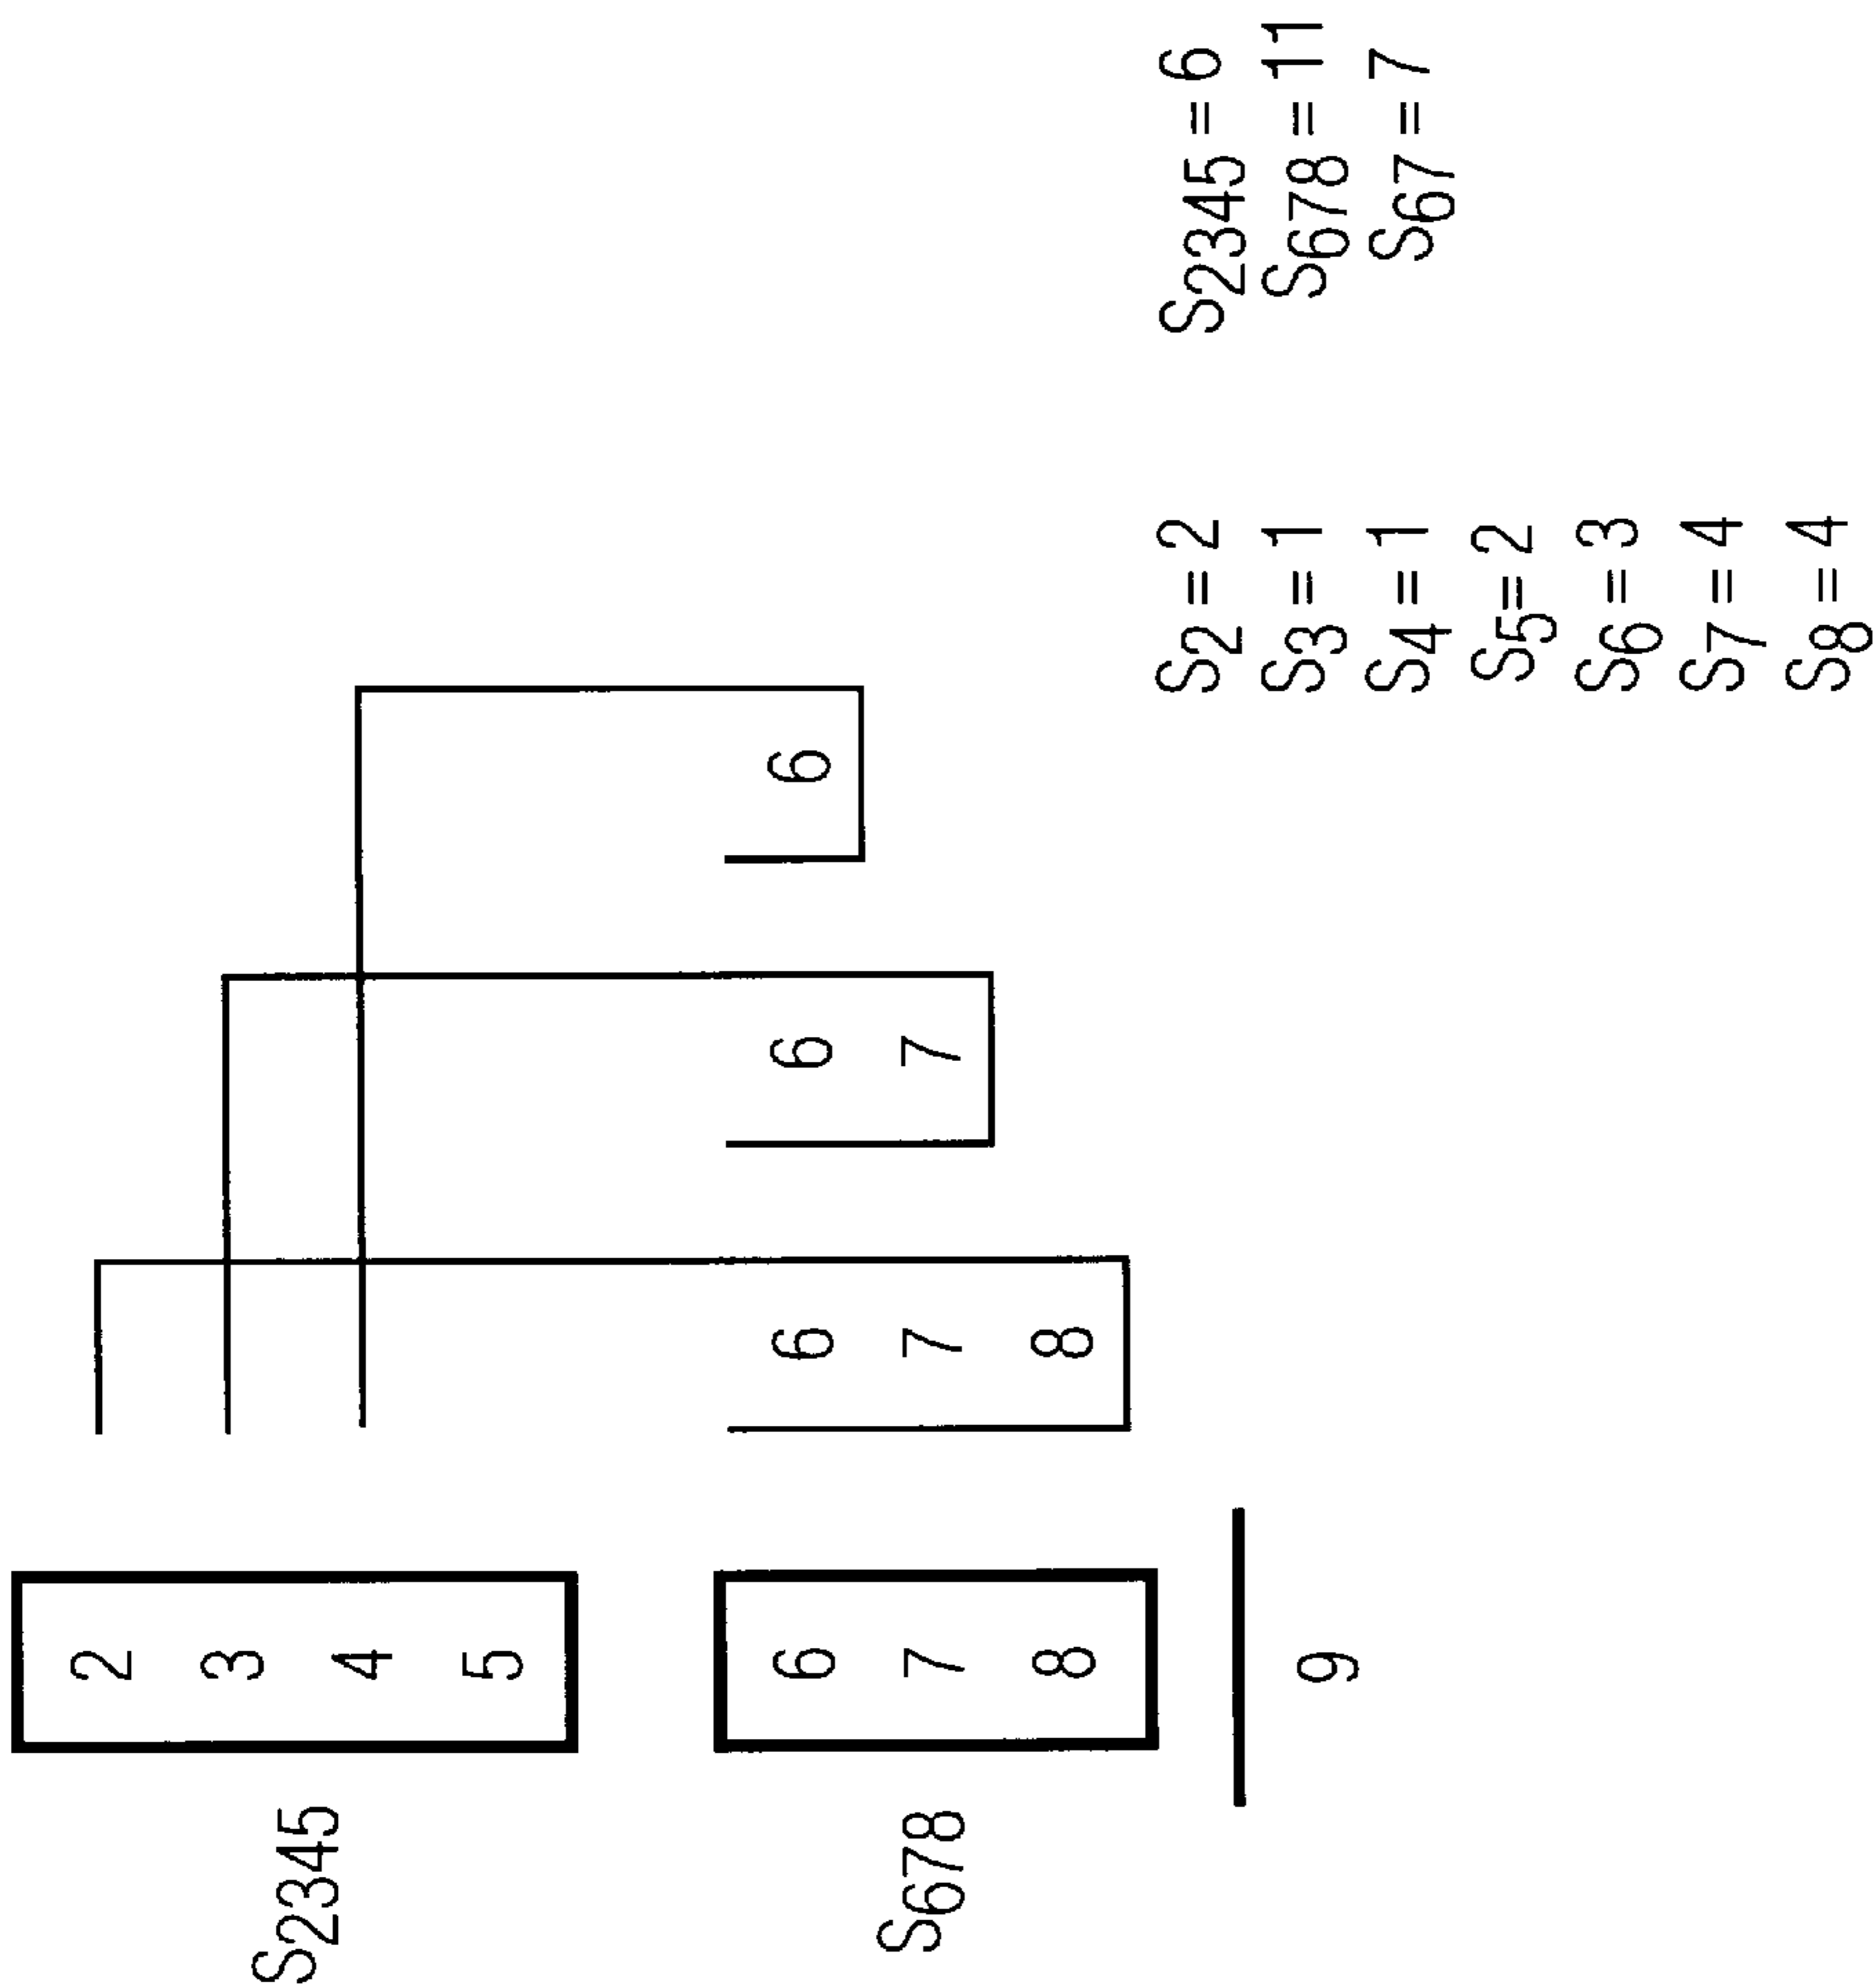 2
3
S2345
4
5
6 6 6 6
S678 7 7 7
8 8
9
S2 = 2 S2345 = 6
S3 = 1 S678 = 11
S4 = 1 S67 = 7
S5 = 2
S6 = 3
S7 = 4
S8 = 4